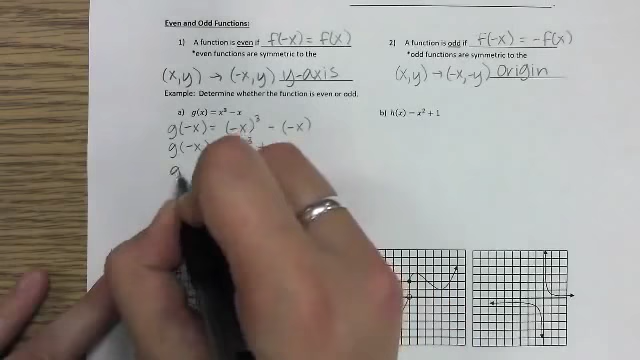 Even and Odd Functions:
1) A function is even if f(-x) = f(x)
*even functions are symmetric to the
(x,y) → (-x,y) y-axis
2) A function is odd if f(-x) = -f(x)
*odd functions are symmetric to the
(x,y) → (-x,-y) origin
Example: Determine whether the function is even or odd.
a) g(x) = x³ − x
g(-x) = (-x)³ - (-x)
g(-x)
g
b) h(x) − x² + 1